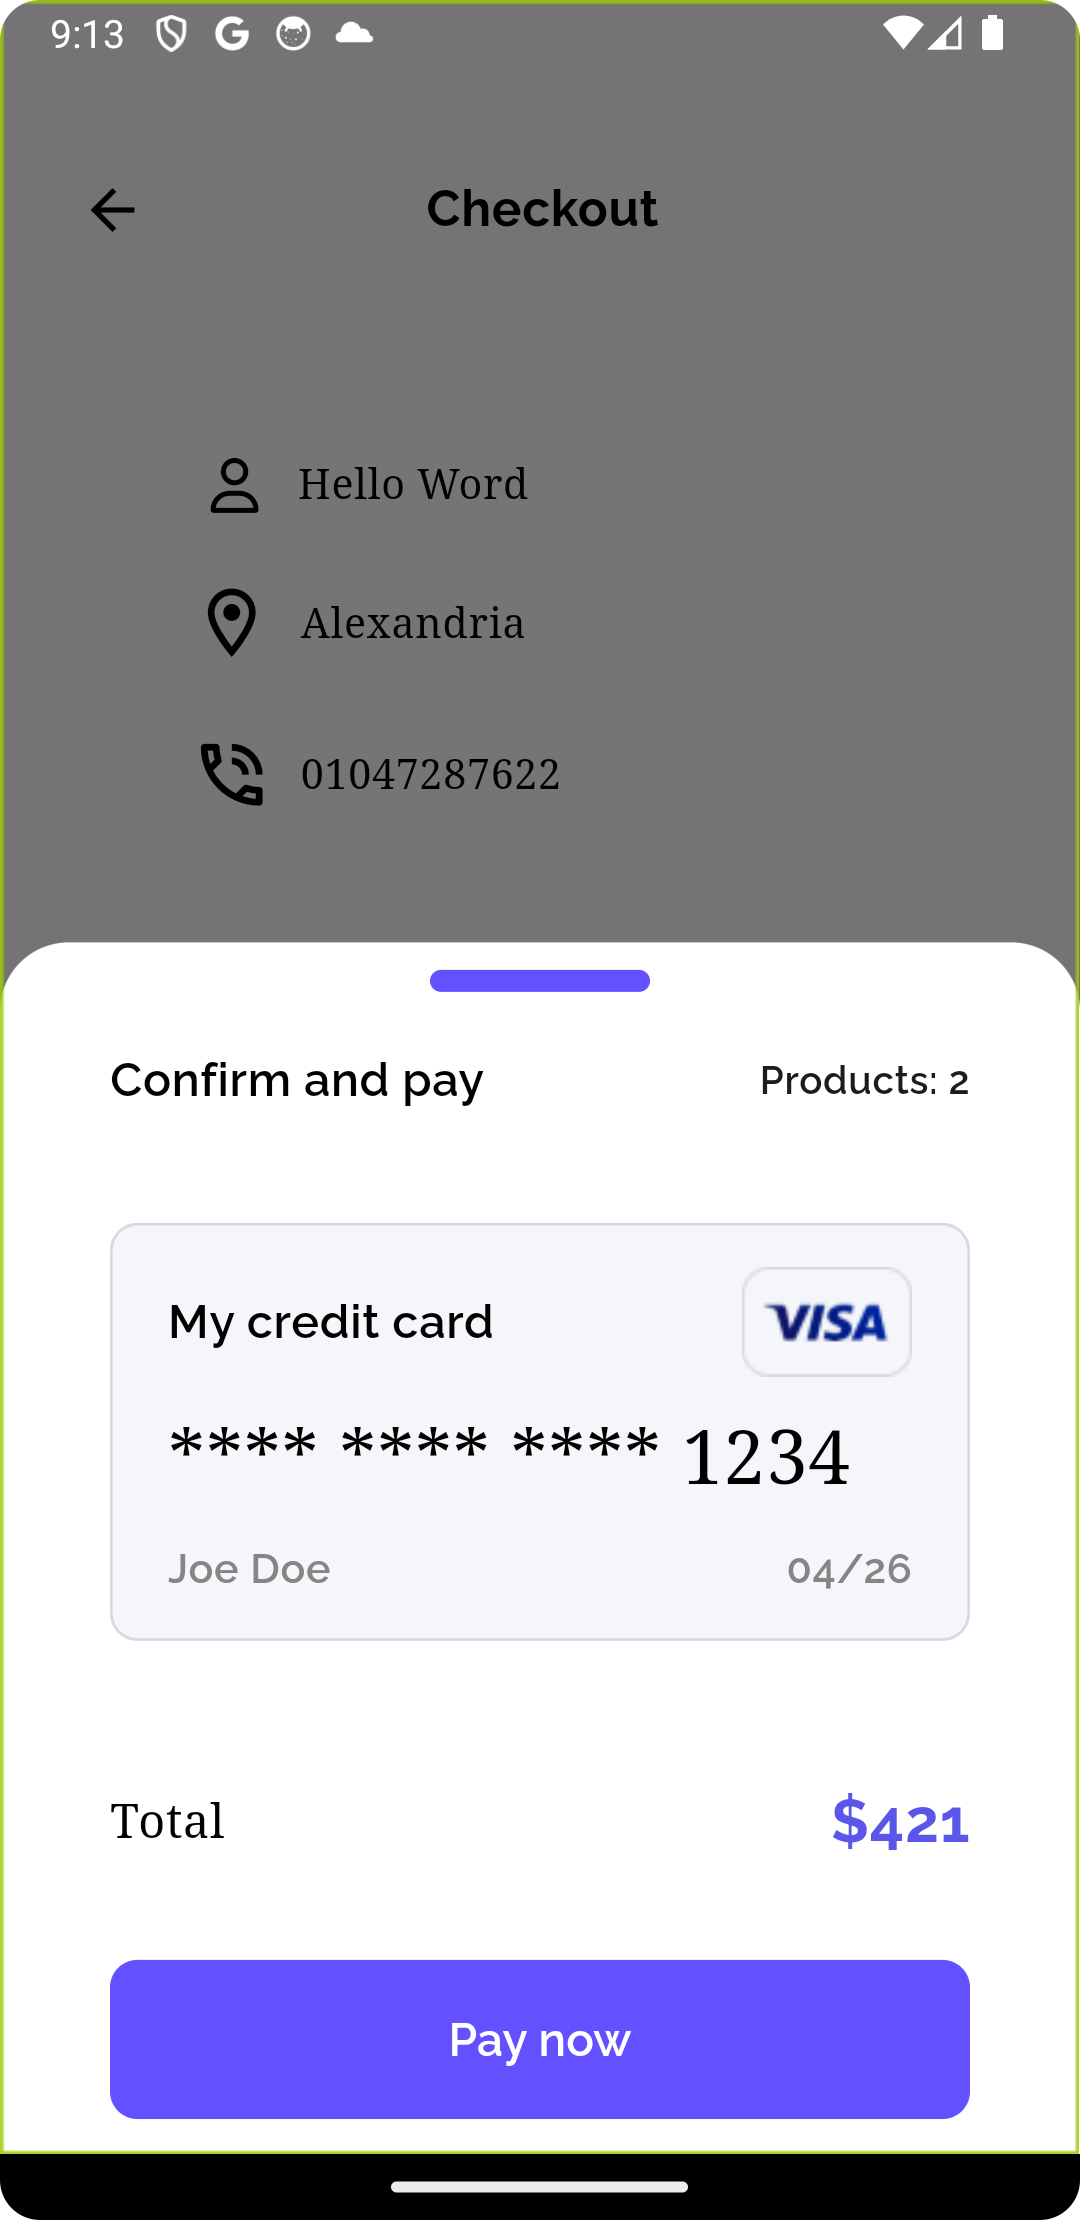 9:13
Checkout
Hello Word
Alexandria
01047287622
Confirm and pay
Products: 2
My credit card
VISA
**** **** **** 1234
Joe Doe
04/26
Total
$421
Pay now